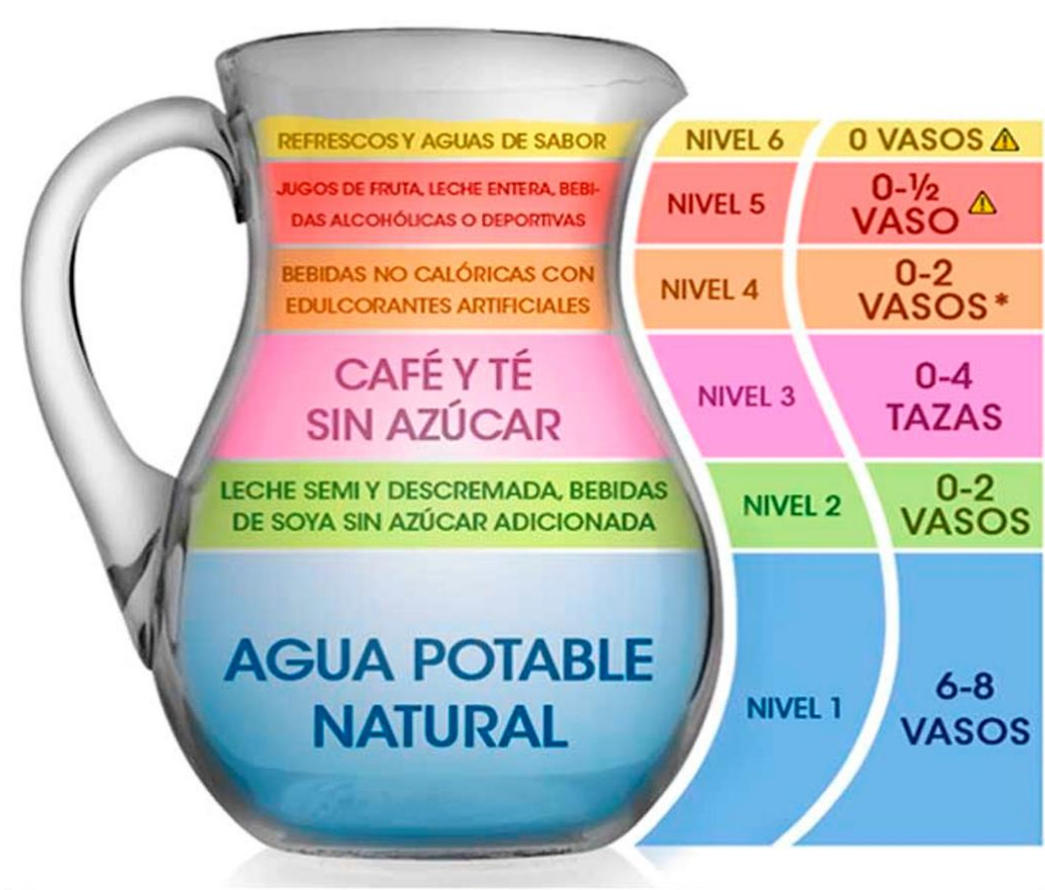 REFRESCOS Y AGUAS DE SABOR
NIVEL 6
0 VASOS
JUGOS DE FRUTA, LECHE ENTERA, BEBI-
DAS ALCOHÓLICAS O DEPORTIVAS
NIVEL 5
0-½
VASO
BEBIDAS NO CALÓRICAS CON
EDULCORANTES ARTIFICIALES
NIVEL 4
0-2
VASOS*
CAFÉ Y TÉ
SIN AZÚCAR
NIVEL 3
0-4
TAZAS
LECHE SEMI Y DESCREMADA, BEBIDAS
DE SOYA SIN AZÚCAR ADICIONADA
NIVEL 2
0-2
VASOS
AGUA POTABLE
NATURAL
NIVEL 1
6-8
VASOS